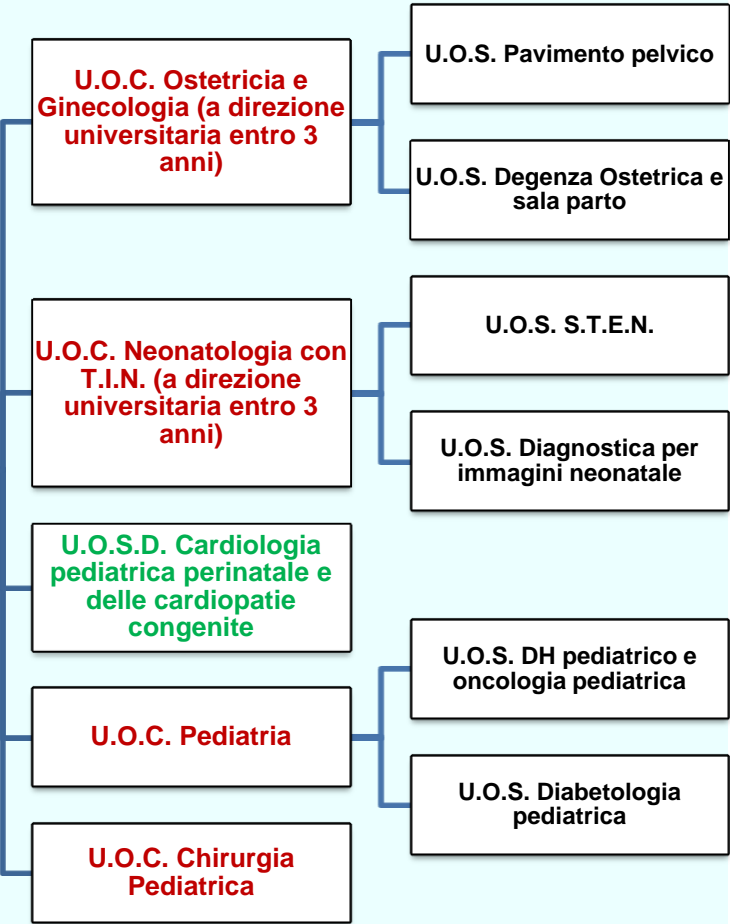 U.O.C. Ostetricia e
Ginecologia (a direzione
universitaria entro 3
anni)
U.O.S. Pavimento pelvico
U.O.S. Degenza Ostetrica e
sala parto
U.O.C. Neonatologia con
T.I.N. (a direzione
universitaria entro 3
anni)
U.O.S. S.T.E.N.
U.O.S. Diagnostica per
immagini neonatale
U.O.S.D. Cardiologia
pediatrica perinatale e
delle cardiopatie
congenite
U.O.C. Pediatria
U.O.S. DH pediatrico e
oncologia pediatrica
U.O.S. Diabetologia
pediatrica
U.O.C. Chirurgia
Pediatrica